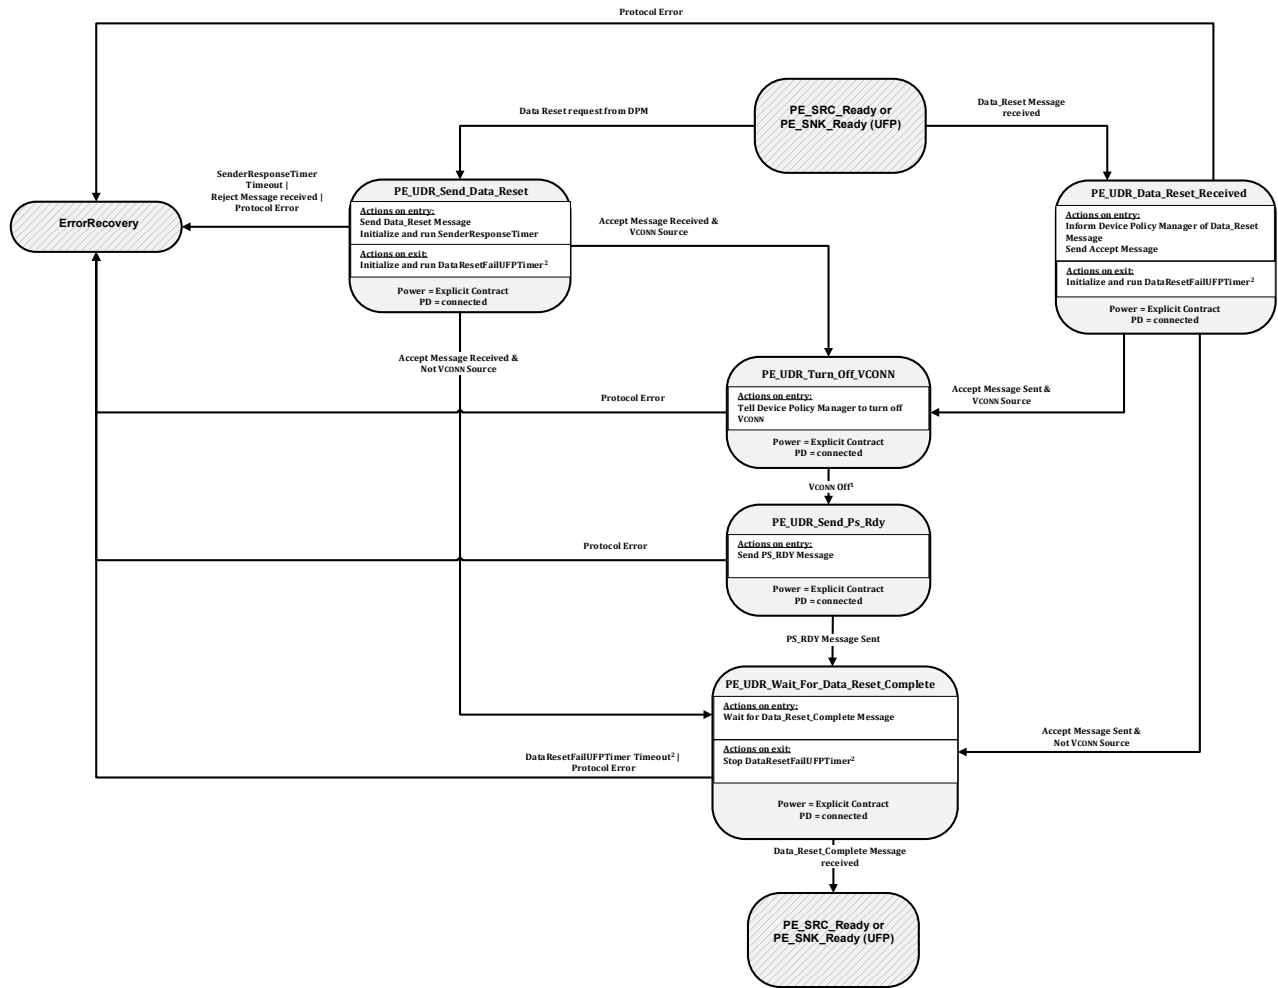 Protocol Error
PE_SRC_Ready or
PE_SNK_Ready (UFP)
Data Reset request from DPM
Data_Reset Message
received
SenderResponseTimer
Timeout |
Reject Message received |
Protocol Error
ErrorRecovery
PE_UDR_Send_Data_Reset
Actions on entry:
Send Data_Reset Message
Initialize and run SenderResponseTimer
Actions on exit:
Initialize and run DataResetFailUFPTimer²
Power = Explicit Contract
PD = connected
Accept Message Received &
VCONN Source
PE_UDR_Data_Reset_Received
Actions on entry:
Inform Device Policy Manager of Data_Reset
Message
Send Accept Message
Actions on exit:
Initialize and run DataResetFailUFPTimer²
Power = Explicit Contract
PD = connected
Accept Message Received &
Not VCONN Source
PE_UDR_Turn_Off_VCONN
Actions on entry:
Tell Device Policy Manager to turn off
VCONN
Power = Explicit Contract
PD = connected
Protocol Error
Accept Message Sent &
VCONN Source
VCONN Off¹
PE_UDR_Send_Ps_Rdy
Actions on entry:
Send PS_RDY Message
Power = Explicit Contract
PD = connected
Protocol Error
PS_RDY Message Sent
PE_UDR_Wait_For_Data_Reset_Complete
Actions on entry:
Wait for Data_Reset_Complete Message
Actions on exit:
Stop DataResetFailUFPTimer²
Power = Explicit Contract
PD = connected
DataResetFailUFPTimer Timeout² |
Protocol Error
Accept Message Sent &
Not VCONN Source
Data_Reset_Complete Message
received
PE_SRC_Ready or
PE_SNK_Ready (UFP)